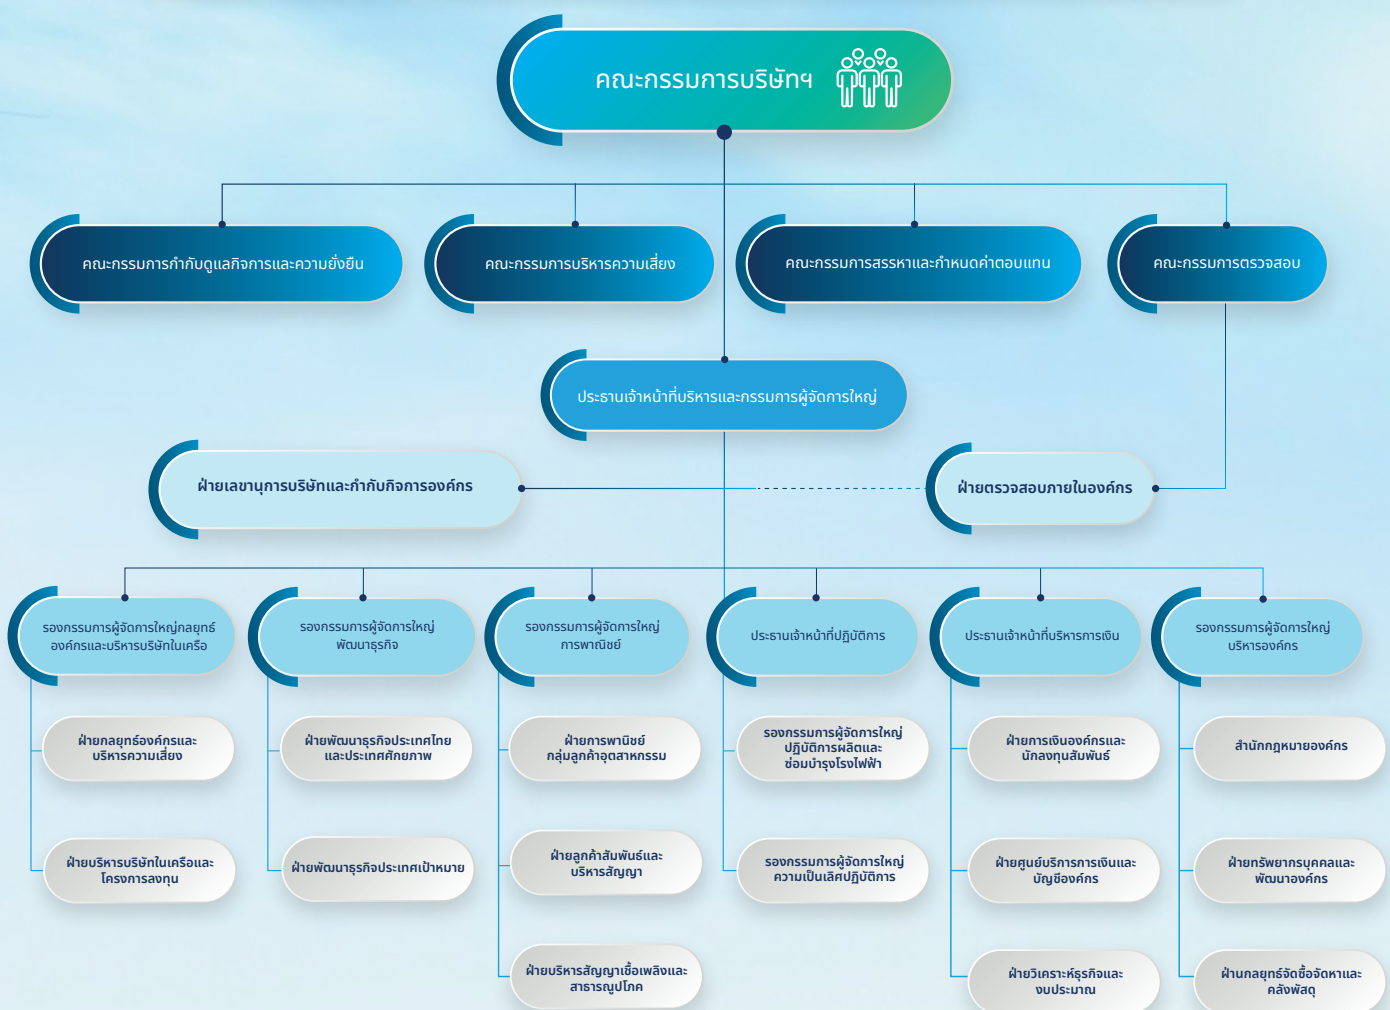 คณะกรรมการบริษัทฯ
คณะกรรมการกำกับดูแลกิจการและความยั่งยืน
คณะกรรมการบริหารความเสี่ยง
คณะกรรมการสรรหาและกำหนดค่าตอบแทน
คณะกรรมการตรวจสอบ
ประธานเจ้าหน้าที่บริหารและกรรมการผู้จัดการใหญ่
ฝ่ายเลขานุการบริษัทและกำกับกิจการองค์กร
ฝ่ายตรวจสอบภายในองค์กร
รองกรรมการผู้จัดการใหญ่กลยุทธ์
องค์กรและบริหารบริษัทในเครือ
รองกรรมการผู้จัดการใหญ่
พัฒนาธุรกิจ
รองกรรมการผู้จัดการใหญ่
การพาณิชย์
ประธานเจ้าหน้าที่ปฏิบัติการ
ประธานเจ้าหน้าที่บริหารการเงิน
รองกรรมการผู้จัดการใหญ่
บริหารองค์กร
ฝ่ายกลยุทธ์องค์กรและ
บริหารความเสี่ยง
ฝ่ายพัฒนาธุรกิจประเทศไทย
และประเทศศักยภาพ
ฝ่ายการพานิชย์
กลุ่มลูกค้าอุตสาหกรรม
รองกรรมการผู้จัดการใหญ่
ปฏิบัติการผลิตและ
ซ่อมบำรุงโรงไฟฟ้า
ฝ่ายการเงินองค์กรและ
นักลงทุนสัมพันธ์
สำนักกฎหมายองค์กร
ฝ่ายบริหารบริษัทในเครือและ
โครงการลงทุน
ฝ่ายพัฒนาธุรกิจประเทศเป้าหมาย
ฝ่ายลูกค้าสัมพันธ์และ
บริหารสัญญา
รองกรรมการผู้จัดการใหญ่
ความเป็นเลิศปฏิบัติการ
ฝ่ายศูนย์บริการการเงินและ
บัญชีองค์กร
ฝ่ายทรัพยากรบุคคลและ
พัฒนาองค์กร
ฝ่ายบริหารสัญญาเชื้อเพลิงและ
สาธารณูปโภค
ฝ่ายวิเคราะห์ธุรกิจและ
งบประมาณ
ฝ่านกลยุทธ์จัดซื้อจัดหาและ
คลังพัสดุ